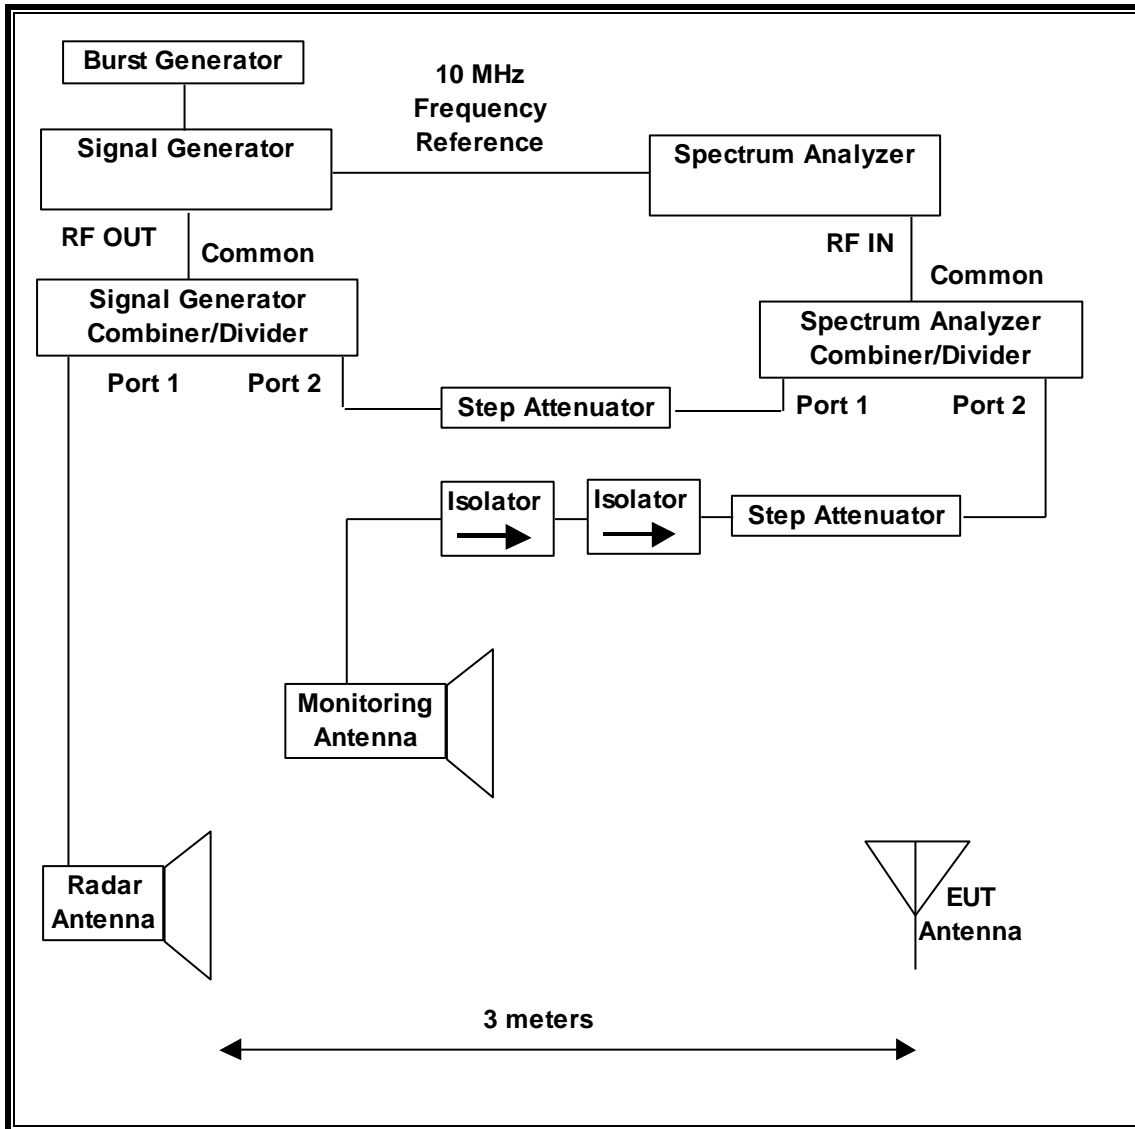 Burst Generator
10 MHz
Frequency
Reference
Signal Generator
Spectrum Analyzer
RF OUT
Common
RF IN
Common
Signal Generator
Combiner/Divider
Spectrum Analyzer
Combiner/Divider
Port 1
Port 2
Step Attenuator
Port 1
Port 2
Isolator
Isolator
Step Attenuator
Monitoring
Antenna
Radar
Antenna
EUT
Antenna
3 meters